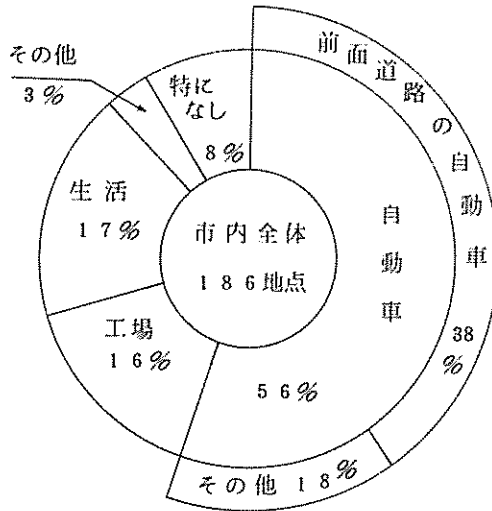 前面道路の自動車
38
%
その他 18%
自動車
56%
工場
16%
生活
17%
その他
3%
特に
なし
8%
市内全体
186地点